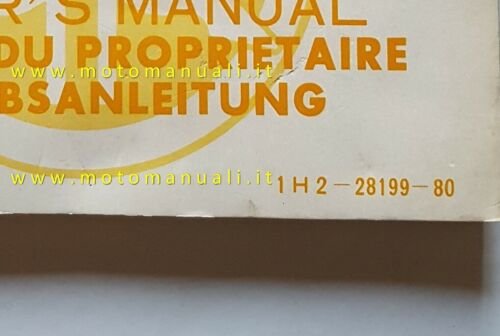 R'S MANUAL
DU PROPRIETAIRE
www.motomanuali.it
BSANLEITUNG
www.motomanuali.it
1H2-28199-80